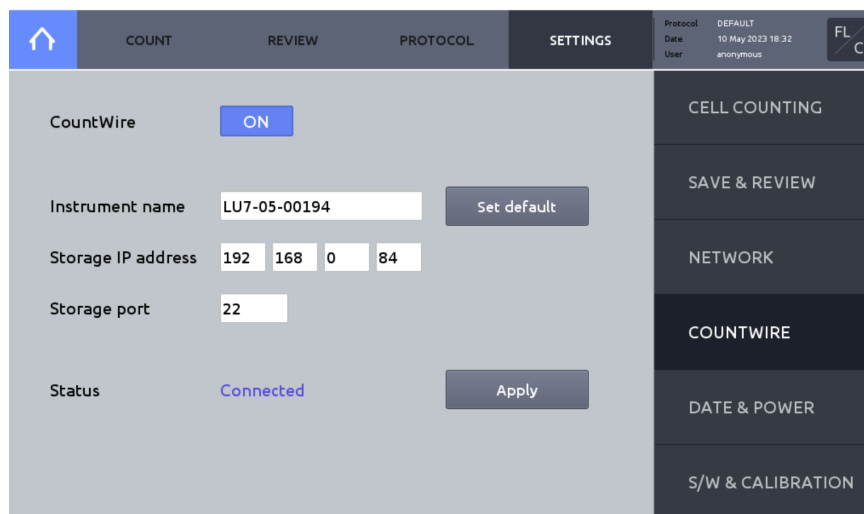 COUNT REVIEW PROTOCOL SETTINGS
Protocol DEFAULT
Date 10 May 2023 18:32
User anonymous
FL
C
CountWire ON
Instrument name LU7-05-00194 Set default
Storage IP address 192 168 0 84
Storage port 22
Status Connected Apply
CELL COUNTING
SAVE & REVIEW
NETWORK
COUNTWIRE
DATE & POWER
S/W & CALIBRATION